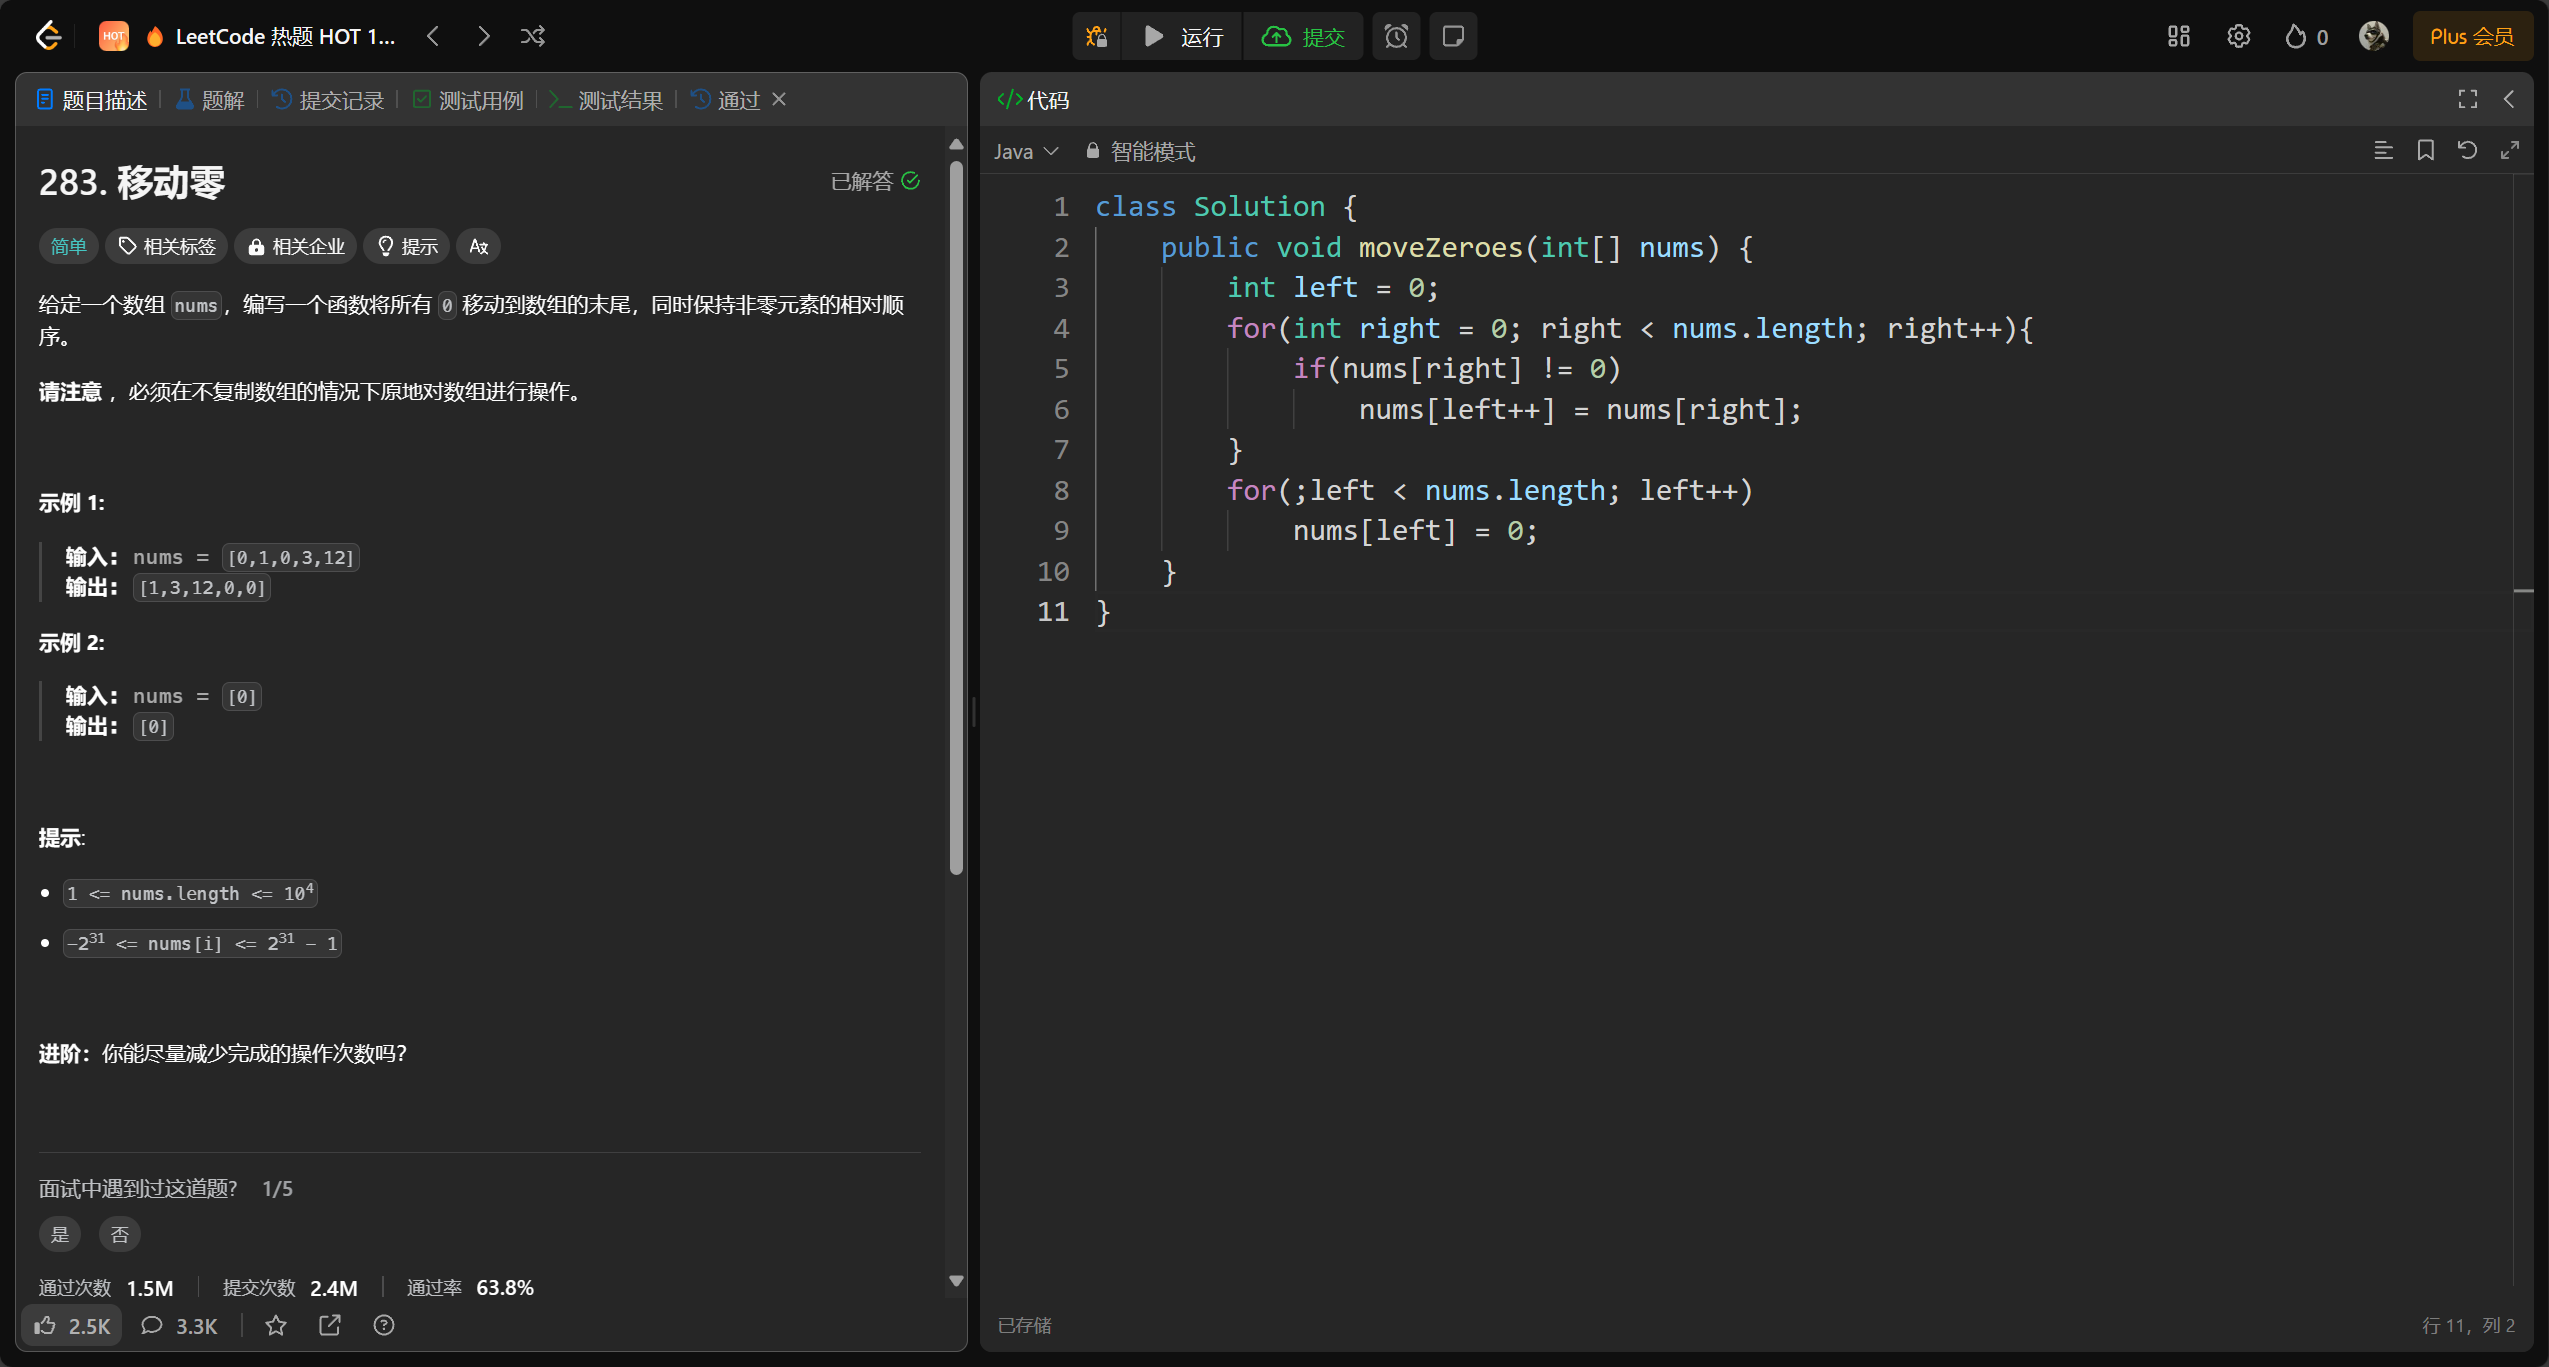 HOT LeetCode 热题 HOT 1... 运行 提交 0 Plus 会员
题目描述 题解 提交记录 测试用例 测试结果 通过
283. 移动零 已解答
简单 相关标签 相关企业 提示
给定一个数组 nums，编写一个函数将所有 0 移动到数组的末尾，同时保持非零元素的相对顺
序。
请注意 ，必须在不复制数组的情况下原地对数组进行操作。
示例 1:
输入: nums = [0,1,0,3,12]
输出: [1,3,12,0,0]
示例 2:
输入: nums = [0]
输出: [0]
提示:
1 <= nums.length <= 10⁴
-2³¹ <= nums[i] <= 2³¹ - 1
进阶：你能尽量减少完成的操作次数吗？
面试中遇到过这道题? 1/5
是 否
通过次数 1.5M 提交次数 2.4M 通过率 63.8%
2.5K 3.3K
</> 代码
Java 智能模式
1 class Solution {
2 public void moveZeroes(int[] nums) {
3 int left = 0;
4 for(int right = 0; right < nums.length; right++){
5 if(nums[right] != 0)
6 nums[left++] = nums[right];
7 }
8 for(;left < nums.length; left++)
9 nums[left] = 0;
10 }
11 }
已存储 行 11，列 2